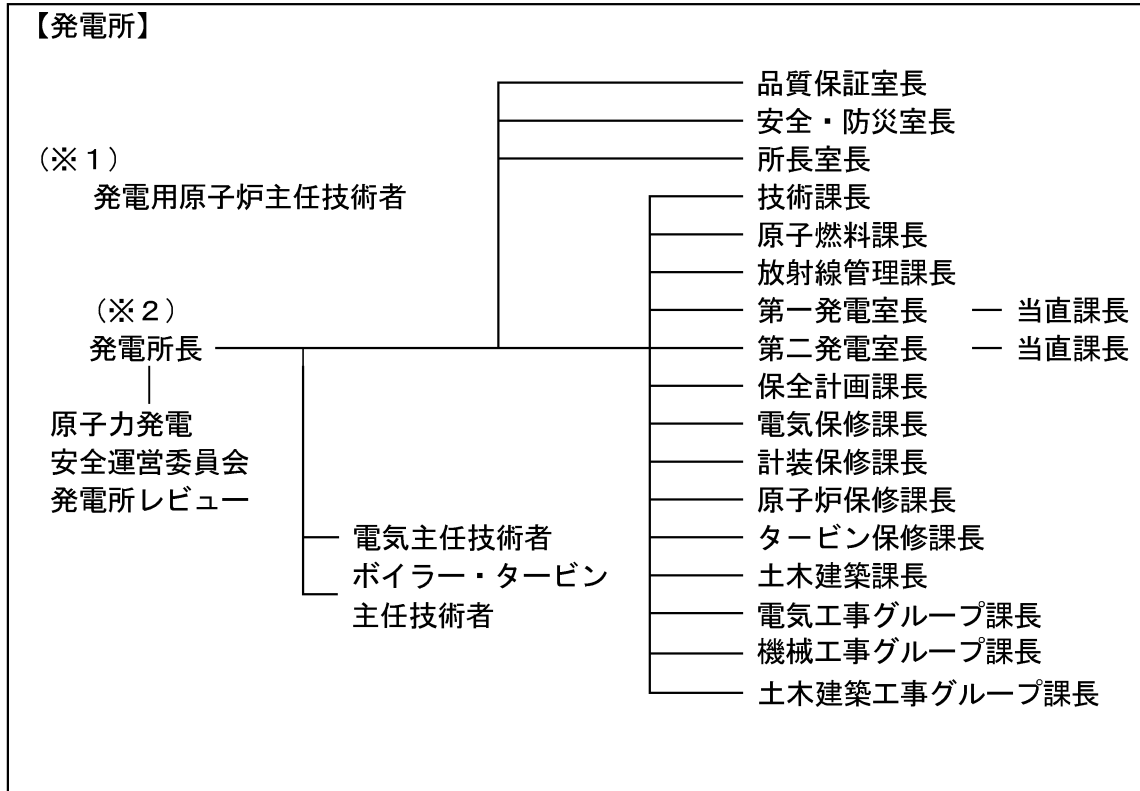 【発電所】
品質保証室長
安全・防災室長
(※1)
所長室長
発電用原子炉主任技術者
技術課長
原子燃料課長
放射線管理課長
(※2)
第一発電室長 ― 当直課長
発電所長
第二発電室長 ― 当直課長
保全計画課長
原子力発電
電気保修課長
安全運営委員会
計装保修課長
発電所レビュー
原子炉保修課長
電気主任技術者
タービン保修課長
ボイラー・タービン
土木建築課長
主任技術者
電気工事グループ課長
機械工事グループ課長
土木建築工事グループ課長